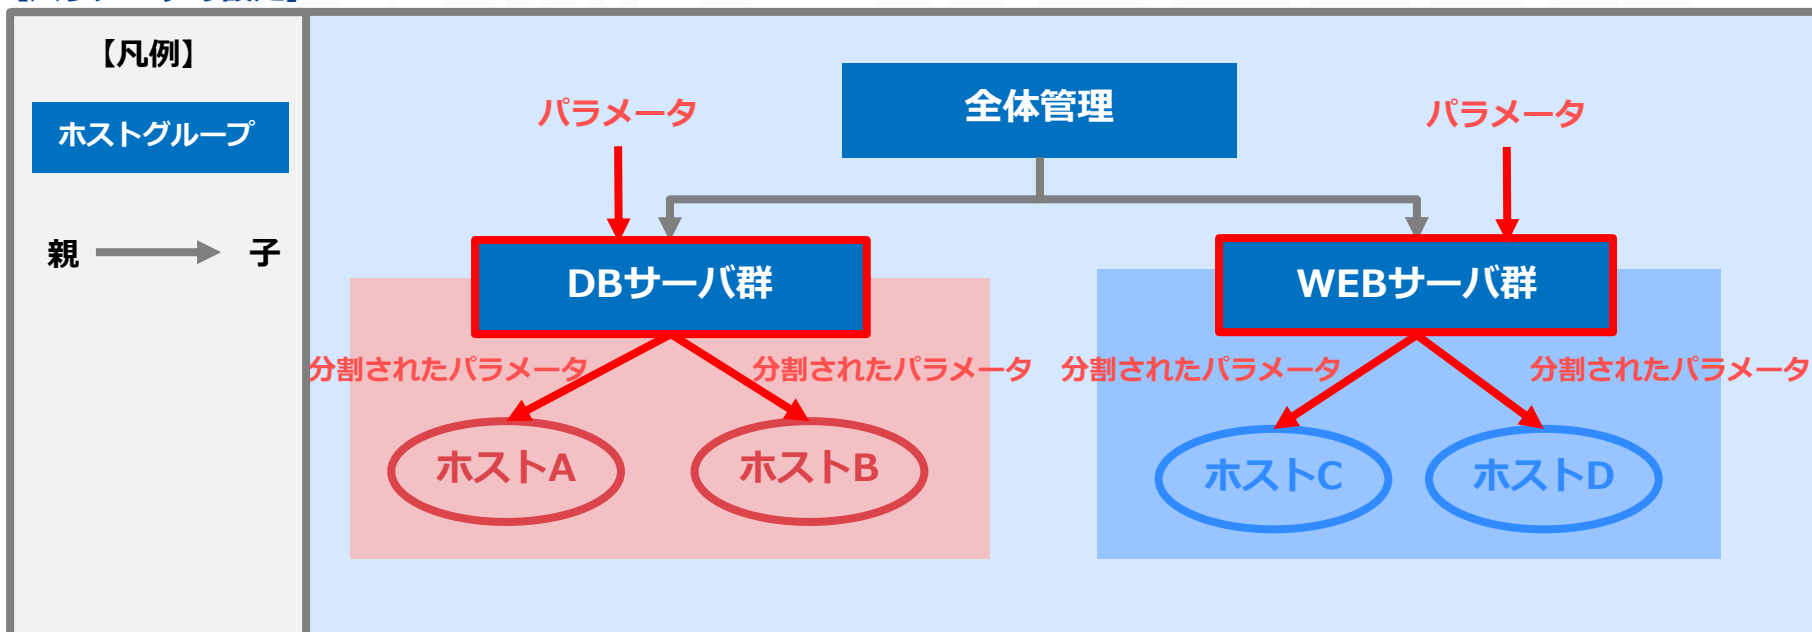 【凡例】
ホストグループ
親
子
全体管理
パラメータ
パラメータ
DBサーバ群
WEBサーバ群
分割されたパラメータ
分割されたパラメータ
分割されたパラメータ
分割されたパラメータ
ホストA
ホストB
ホストC
ホストD